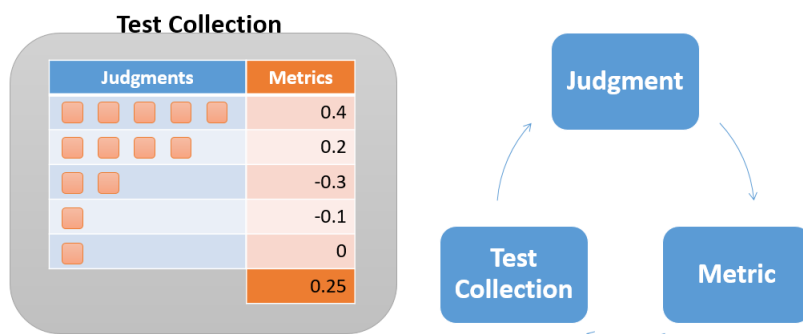 Test Collection
Judgments Metrics
0.4
0.2
-0.3
-0.1
0
0.25
Judgment
Test
Collection
Metric